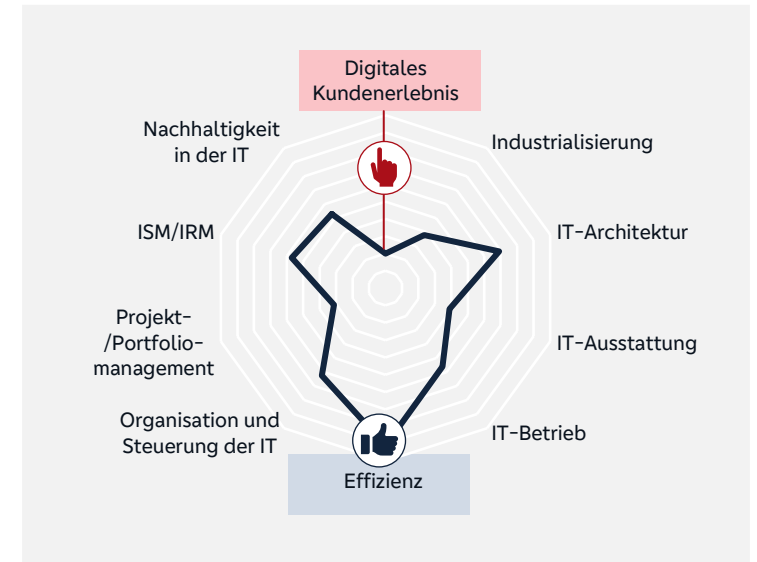 Digitales
Kundenerlebnis
Nachhaltigkeit
in der IT
Industrialisierung
ISM/IRM
IT-Architektur
Projekt-
/Portfolio-
management
IT-Ausstattung
Organisation und
Steuerung der IT
IT-Betrieb
Effizienz